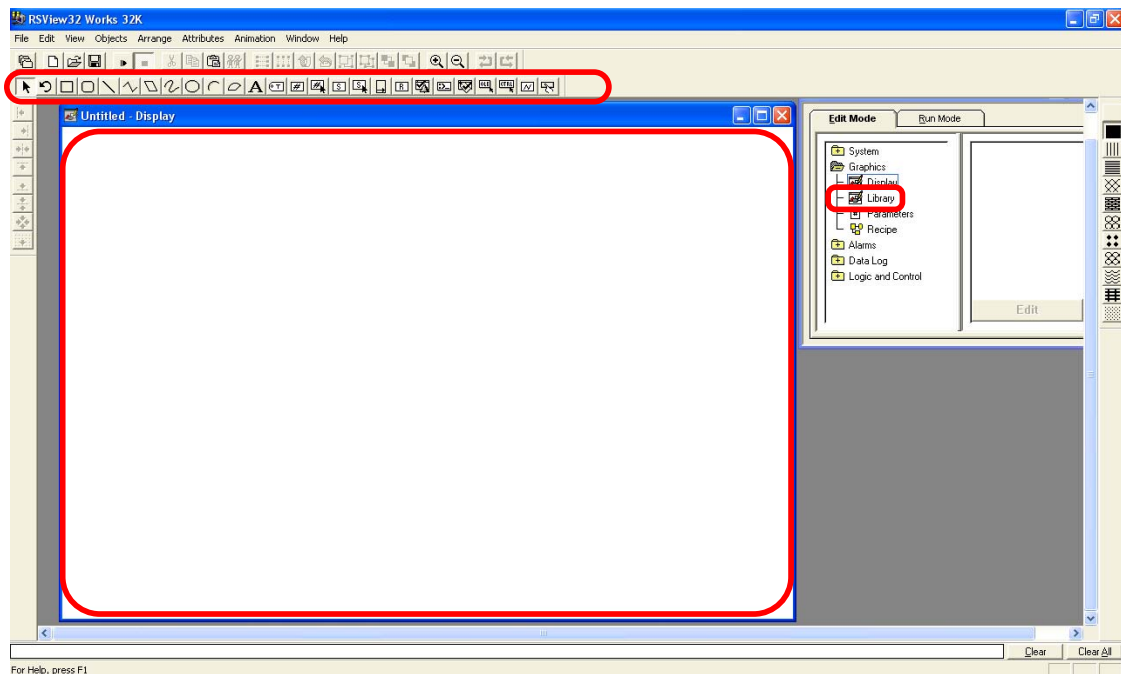 RSView32 Works 32K
File Edit View Objects Arrange Attributes Animation Window Help
A
Untitled - Display
Edit Mode Run Mode
System
Graphics
Display
Library
Parameters
Recipe
Alarms
Data Log
Logic and Control
Edit
Clear Clear All
For Help, press F1